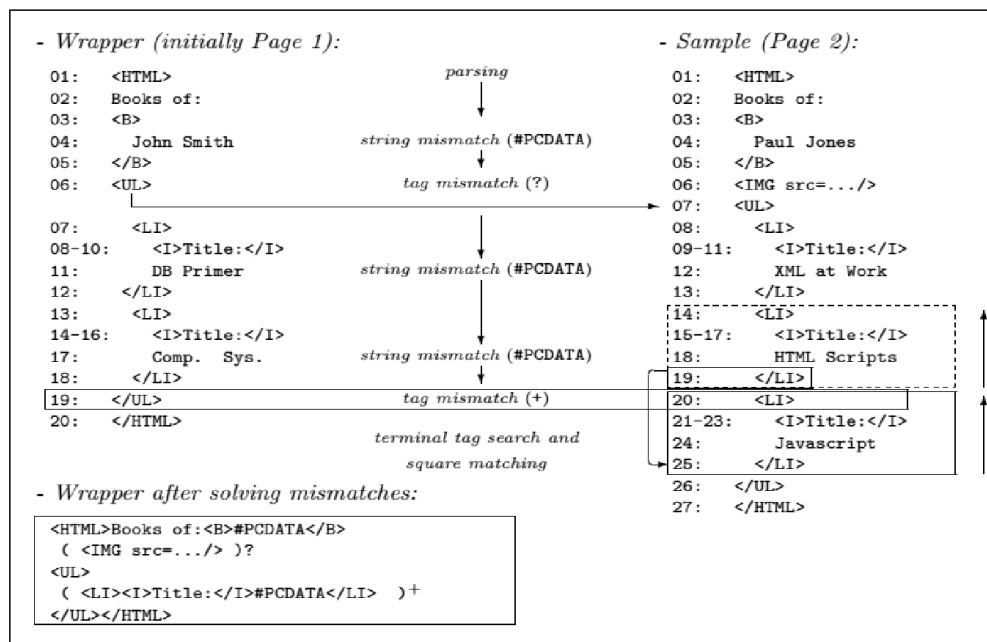 - Wrapper (initially Page 1):
01: <HTML>
02: Books of:
03: <B>
04: John Smith
05: </B>
06: <UL>
07: <LI>
08-10: <I>Title:</I>
11: DB Primer
12: </LI>
13: <LI>
14-16: <I>Title:</I>
17: Comp. Sys.
18: </LI>
19: </UL>
20: </HTML>
parsing
string mismatch (#PCDATA)
tag mismatch (?)
string mismatch (#PCDATA)
string mismatch (#PCDATA)
tag mismatch (+)
terminal tag search and
square matching
- Sample (Page 2):
01: <HTML>
02: Books of:
03: <B>
04: Paul Jones
05: </B>
06: <IMG src=.../>
07: <UL>
08: <LI>
09-11: <I>Title:</I>
12: XML at Work
13: </LI>
14: <LI>
15-17: <I>Title:</I>
18: HTML Scripts
19: </LI>
20: <LI>
21-23: <I>Title:</I>
24: Javascript
25: </LI>
26: </UL>
27: </HTML>
- Wrapper after solving mismatches:
<HTML>Books of:<B>#PCDATA</B>
( <IMG src=.../> )?
<UL>
( <LI><I>Title:</I>#PCDATA</LI> )+
</UL></HTML>